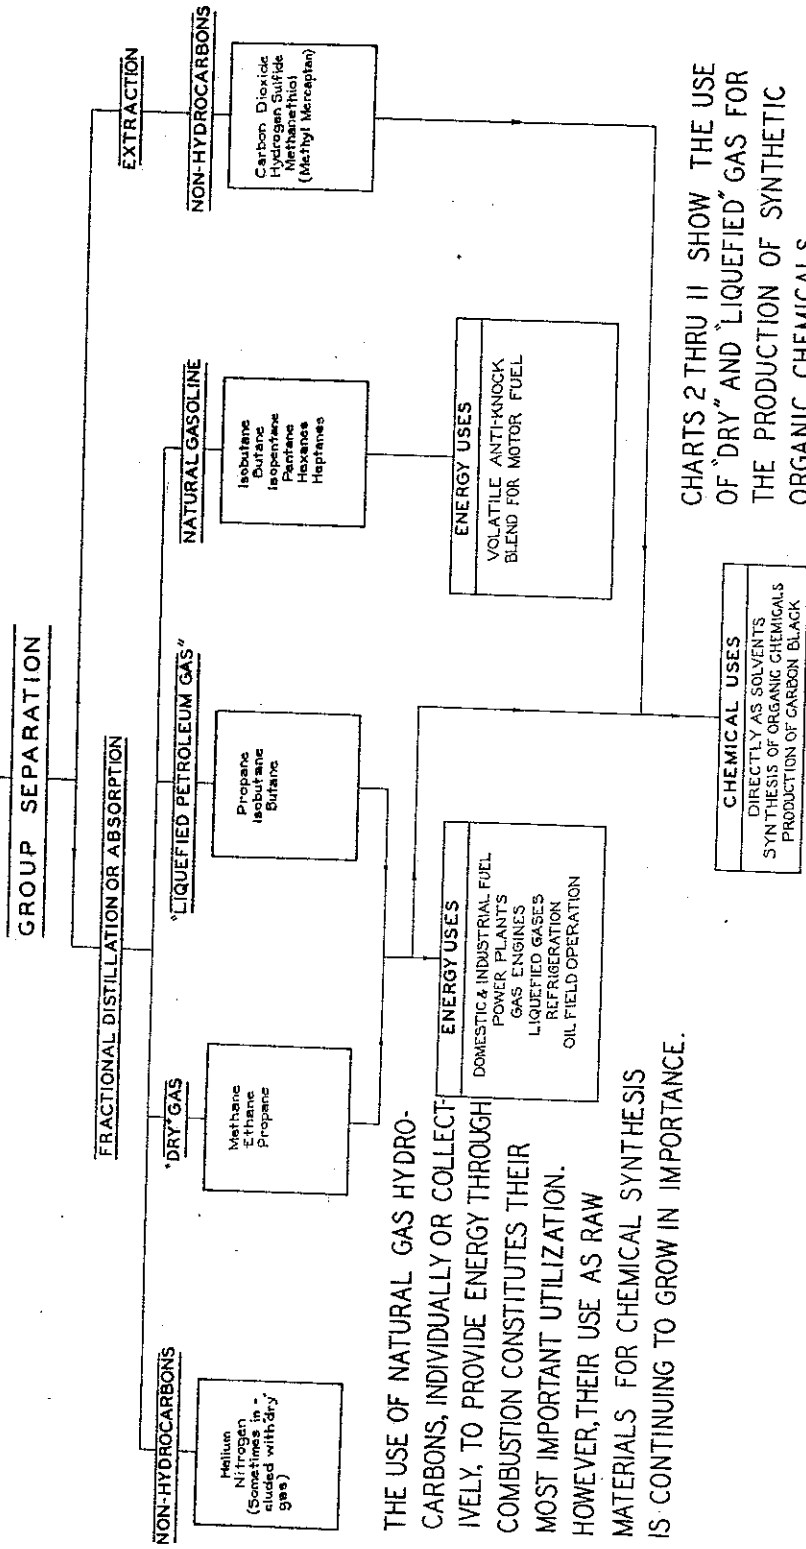 GROUP SEPARATION
FRACTIONAL DISTILLATION OR ABSORPTION
EXTRACTION
NON-HYDROCARBONS
Helium
Nitrogen
(Sometimes in-
cluded with "dry"
gas)
"DRY" GAS
Methane
Ethane
Propane
"LIQUEFIED PETROLEUM GAS"
Propane
Isobutane
Butane
NATURAL GASOLINE
Isobutane
Butane
Isopentane
Pentane
Hexanes
Heptanes
NON-HYDROCARBONS
Carbon Dioxide
Hydrogen Sulfide
Methanethiol
(Methyl Mercaptan)
ENERGY USES
DOMESTIC & INDUSTRIAL FUEL
POWER PLANTS
GAS ENGINES
LIQUEFIED GASES
REFRIGERATION
OIL FIELD OPERATION
ENERGY USES
VOLATILE ANTI-KNOCK
BLEND FOR MOTOR FUEL
THE USE OF NATURAL GAS HYDRO-
CARBONS, INDIVIDUALLY OR COLLECT-
IVELY, TO PROVIDE ENERGY THROUGH
COMBUSTION CONSTITUTES THEIR
MOST IMPORTANT UTILIZATION.
HOWEVER, THEIR USE AS RAW
MATERIALS FOR CHEMICAL SYNTHESIS
IS CONTINUING TO GROW IN IMPORTANCE.
CHEMICAL USES
DIRECTLY AS SOLVENTS
SYNTHESIS OF ORGANIC CHEMICALS
PRODUCTION OF CARBON BLACK
CHARTS 2 THRU 11 SHOW THE USE
OF "DRY" AND "LIQUEFIED" GAS FOR
THE PRODUCTION OF SYNTHETIC
ORGANIC CHEMICALS